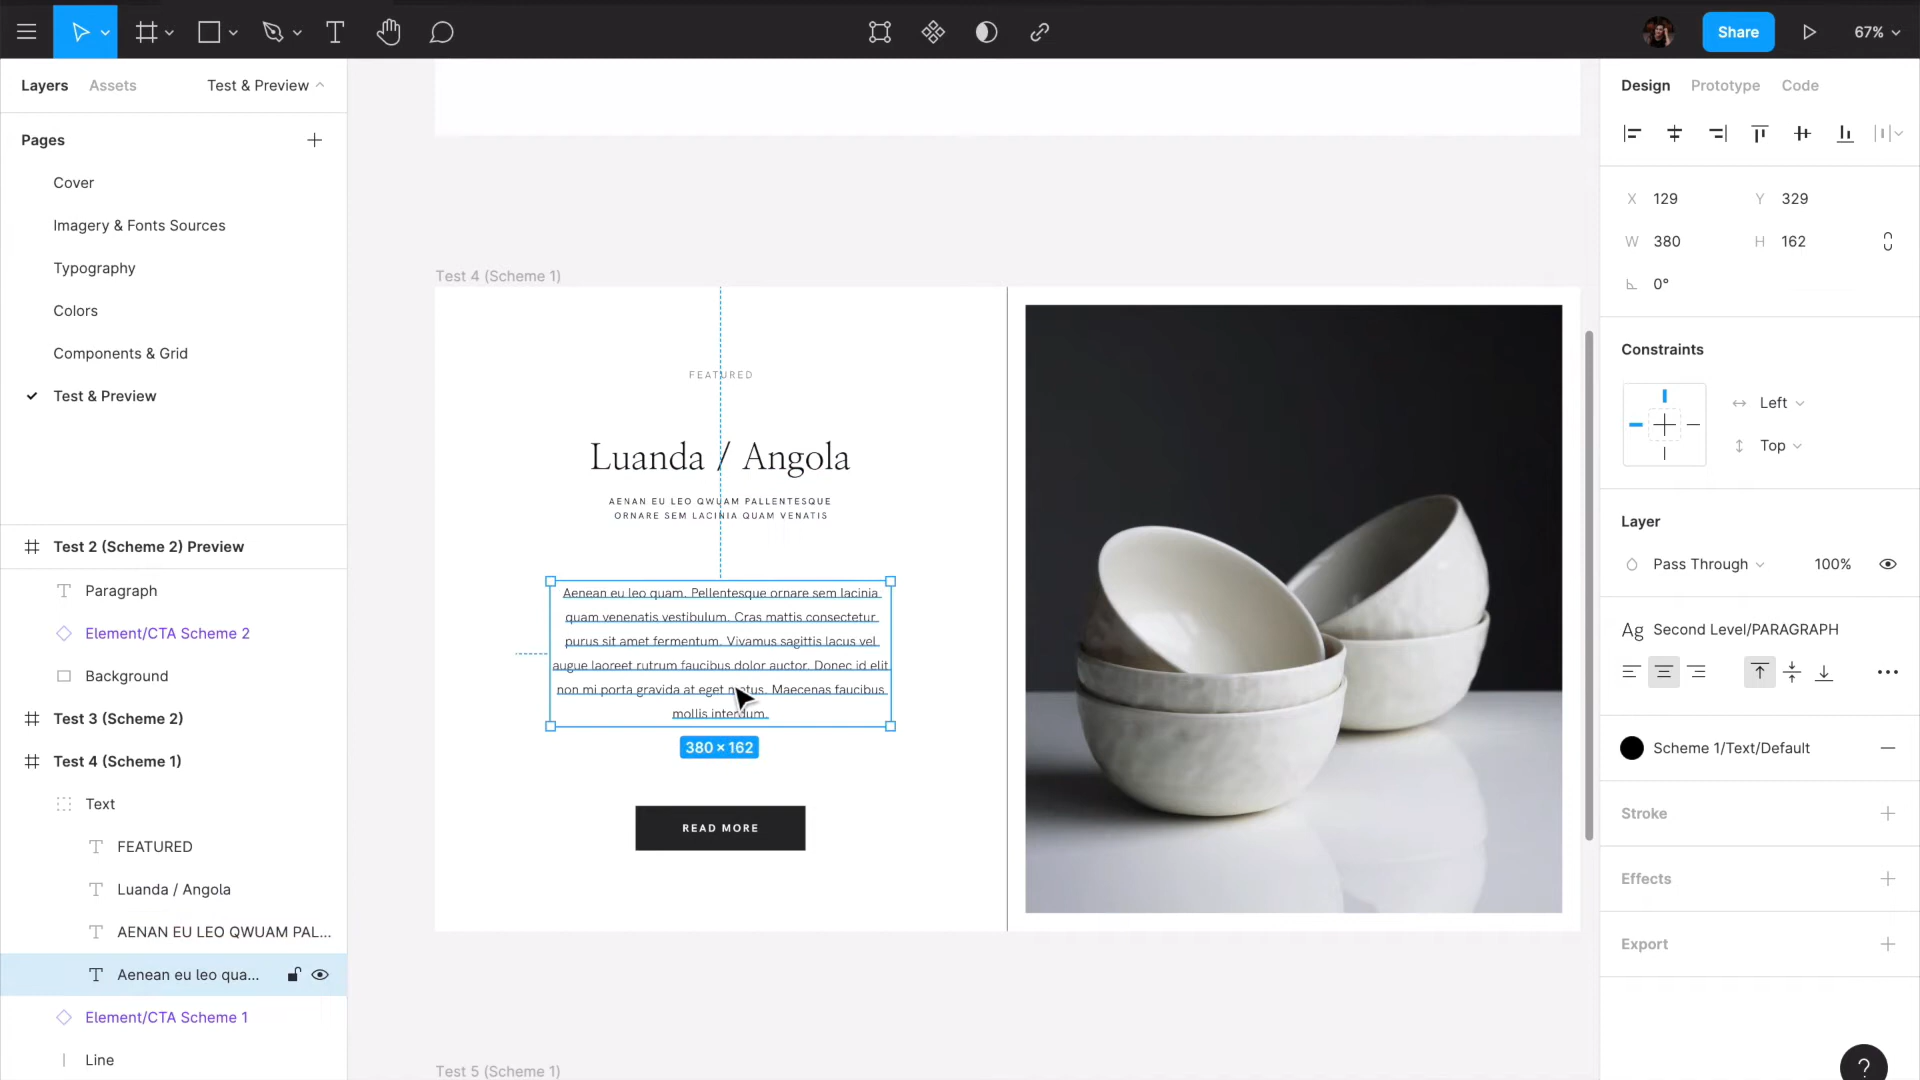 Share
67%
Layers
Assets
Test & Preview
Pages
Cover
Imagery & Fonts Sources
Typography
Colors
Components & Grid
Test & Preview
Test 2 (Scheme 2) Preview
Paragraph
Element/CTA Scheme 2
Background
Test 3 (Scheme 2)
Test 4 (Scheme 1)
Text
FEATURED
Luanda / Angola
AENAN EU LEO QWUAM PAL...
Aenean eu leo qua...
Element/CTA Scheme 1
Line
Test 4 (Scheme 1)
FEATURED
Luanda / Angola
AENAN EU LEO QWUAM PALLENTESQUE
ORNARE SEM LACINIA QUAM VENATIS
Aenean eu leo quam. Pellentesque ornare sem lacinia
quam venenatis vestibulum. Cras mattis consectetur
purus sit amet fermentum. Vivamus sagittis lacus vel
augue laoreet rutrum faucibus dolor auctor. Donec id elit
non mi porta gravida at eget metus. Maecenas faucibus
mollis interdum.
380 × 162
READ MORE
Test 5 (Scheme 1)
Design
Prototype
Code
X 129
Y 329
W 380
H 162
0°
Constraints
Left
Top
Layer
Pass Through
100%
Ag Second Level/PARAGRAPH
Scheme 1/Text/Default
Stroke
Effects
Export
?